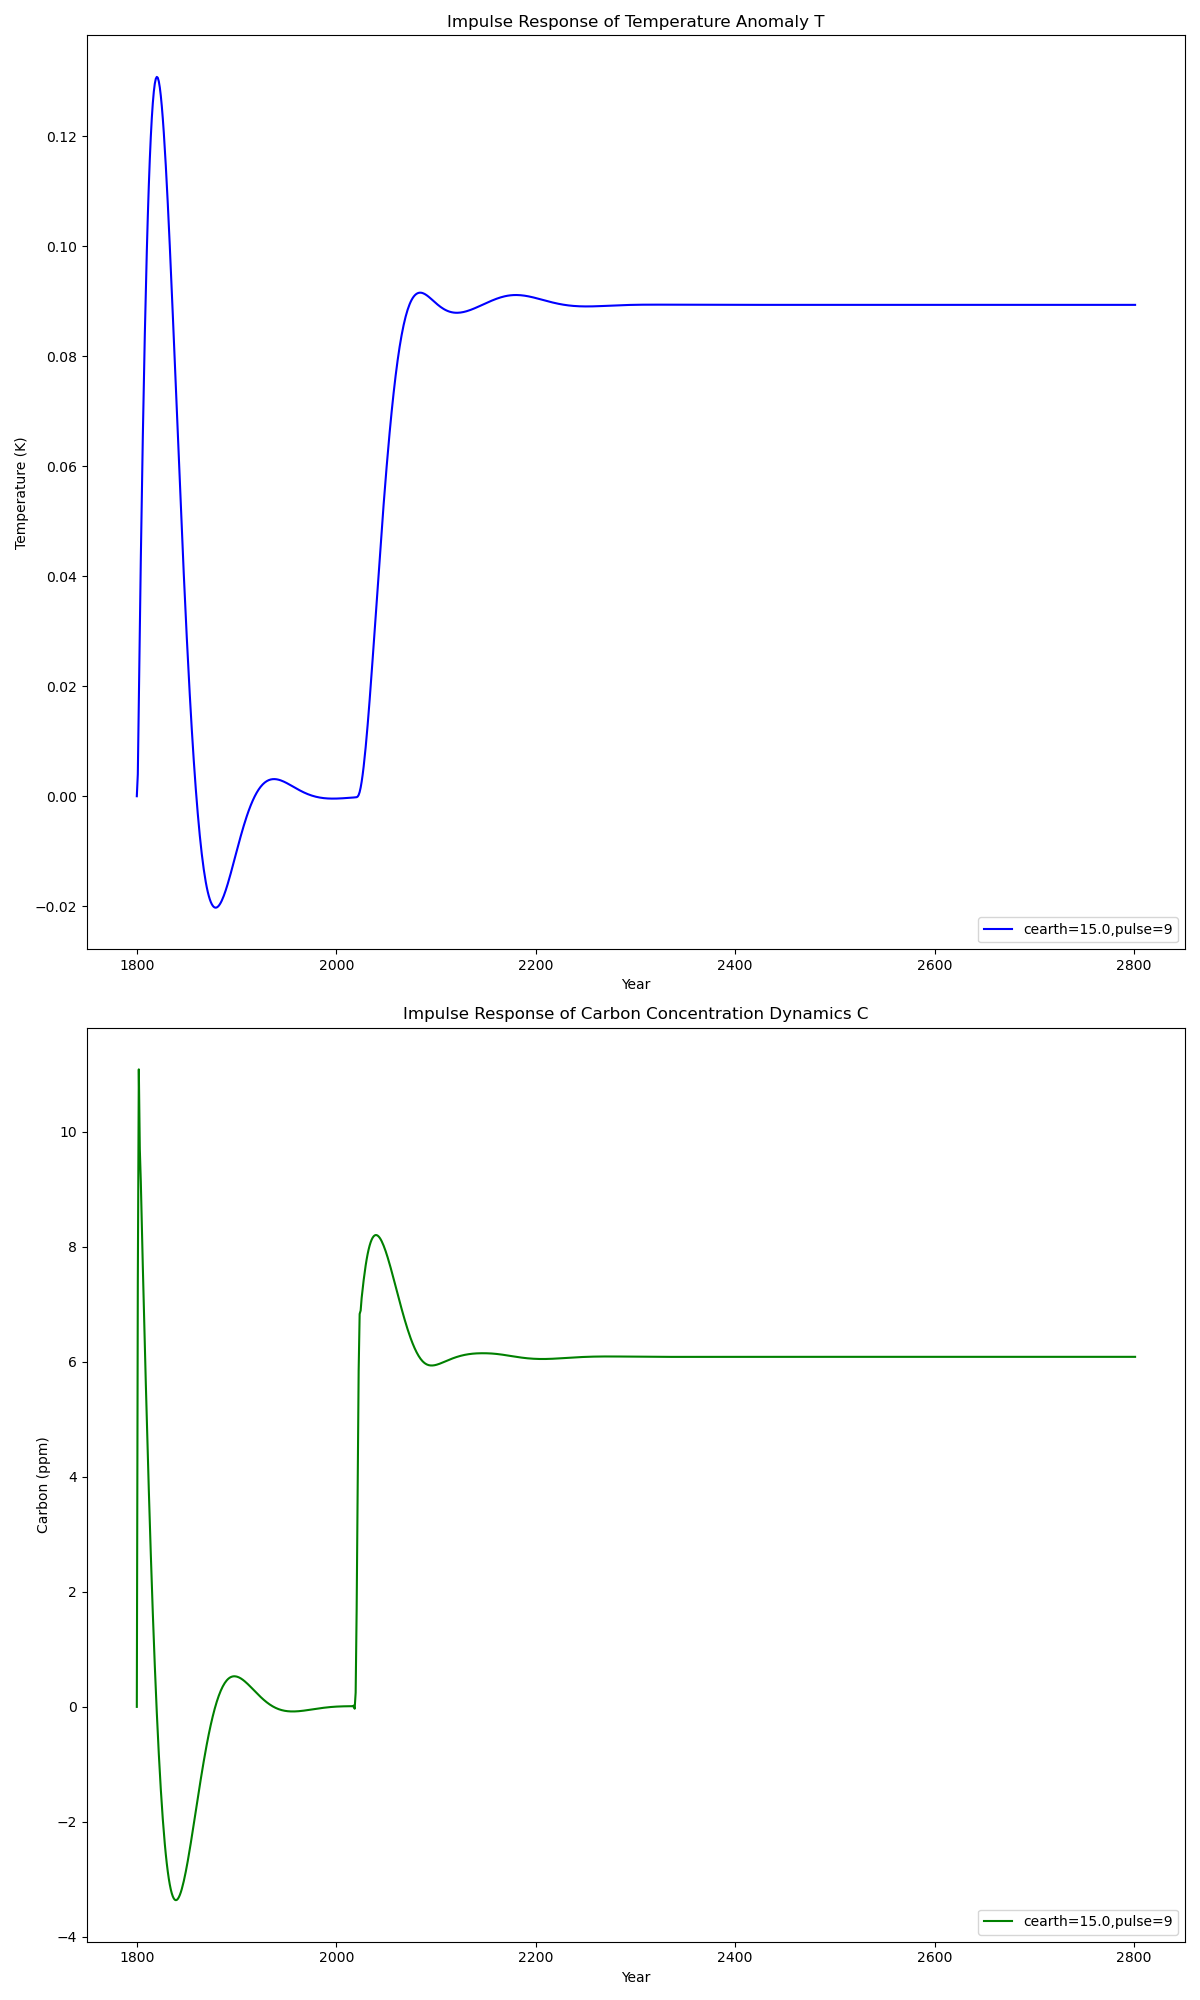 Impulse Response of Temperature Anomaly T
Temperature (K)
0.12
0.10
0.08
0.06
0.04
0.02
0.00
−0.02
cearth=15.0,pulse=9
1800 2000 2200 2400 2600 2800
Year
Impulse Response of Carbon Concentration Dynamics C
Carbon (ppm)
10
8
6
4
2
0
−2
−4
cearth=15.0,pulse=9
1800 2000 2200 2400 2600 2800
Year